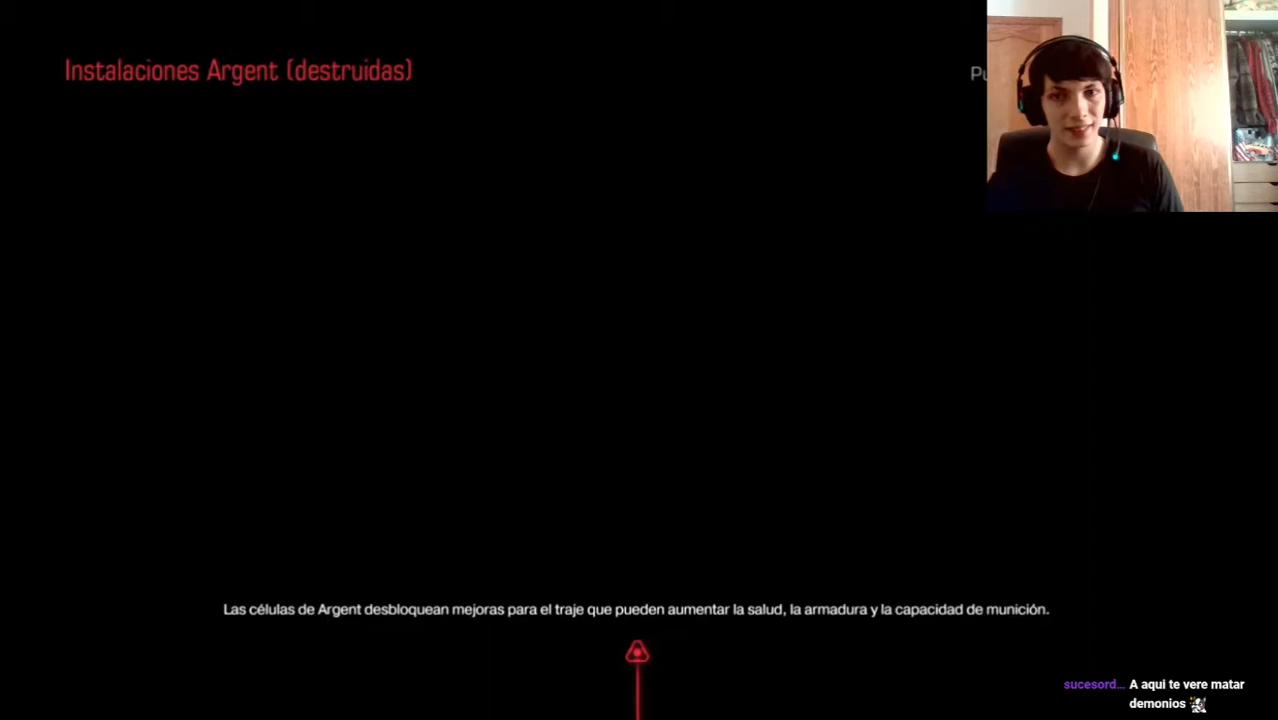 Instalaciones Argent (destruidas)
Las células de Argent desbloquean mejoras para el traje que pueden aumentar la salud, la armadura y la capacidad de munición.
sucesord... A aqui te vere matar
demonios